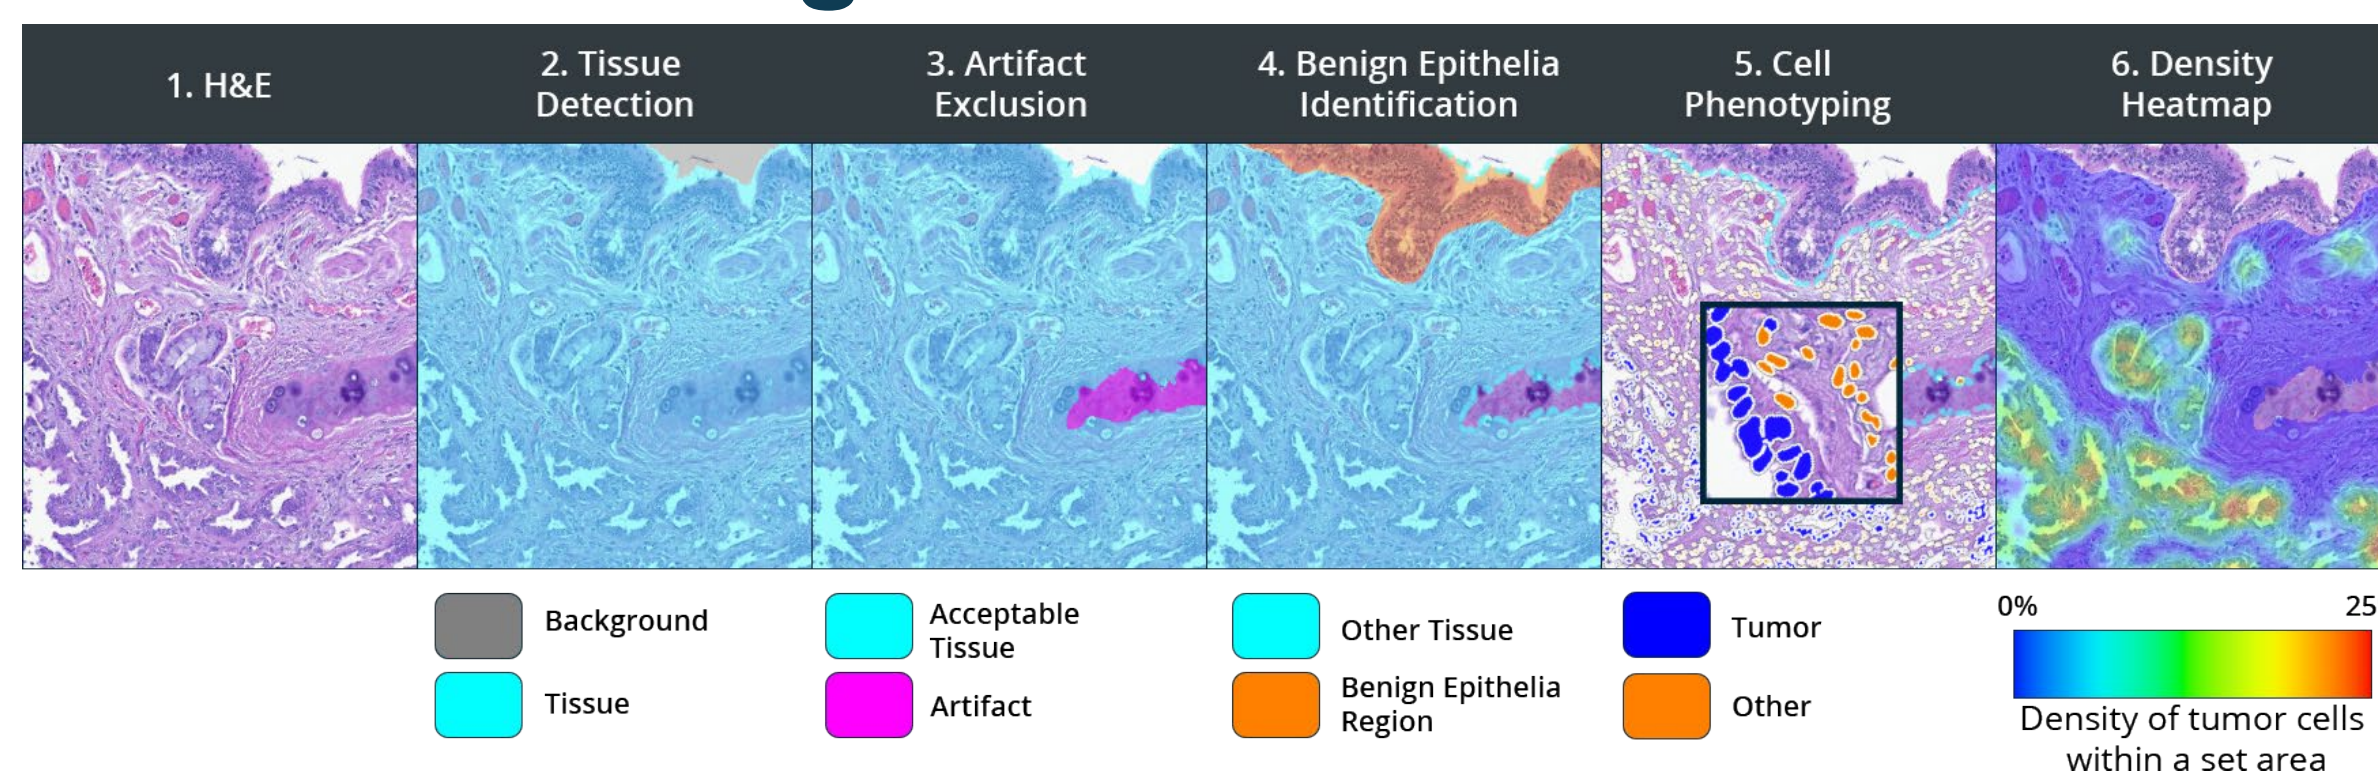 1. H&E
2. Tissue
Detection
3. Artifact
Exclusion
4. Benign Epithelia
Identification
5. Cell
Phenotyping
6. Density
Heatmap
Background
Tissue
Acceptable
Tissue
Artifact
Other Tissue
Benign Epithelia
Region
Tumor
Other
0%
25
Density of tumor cells
within a set area